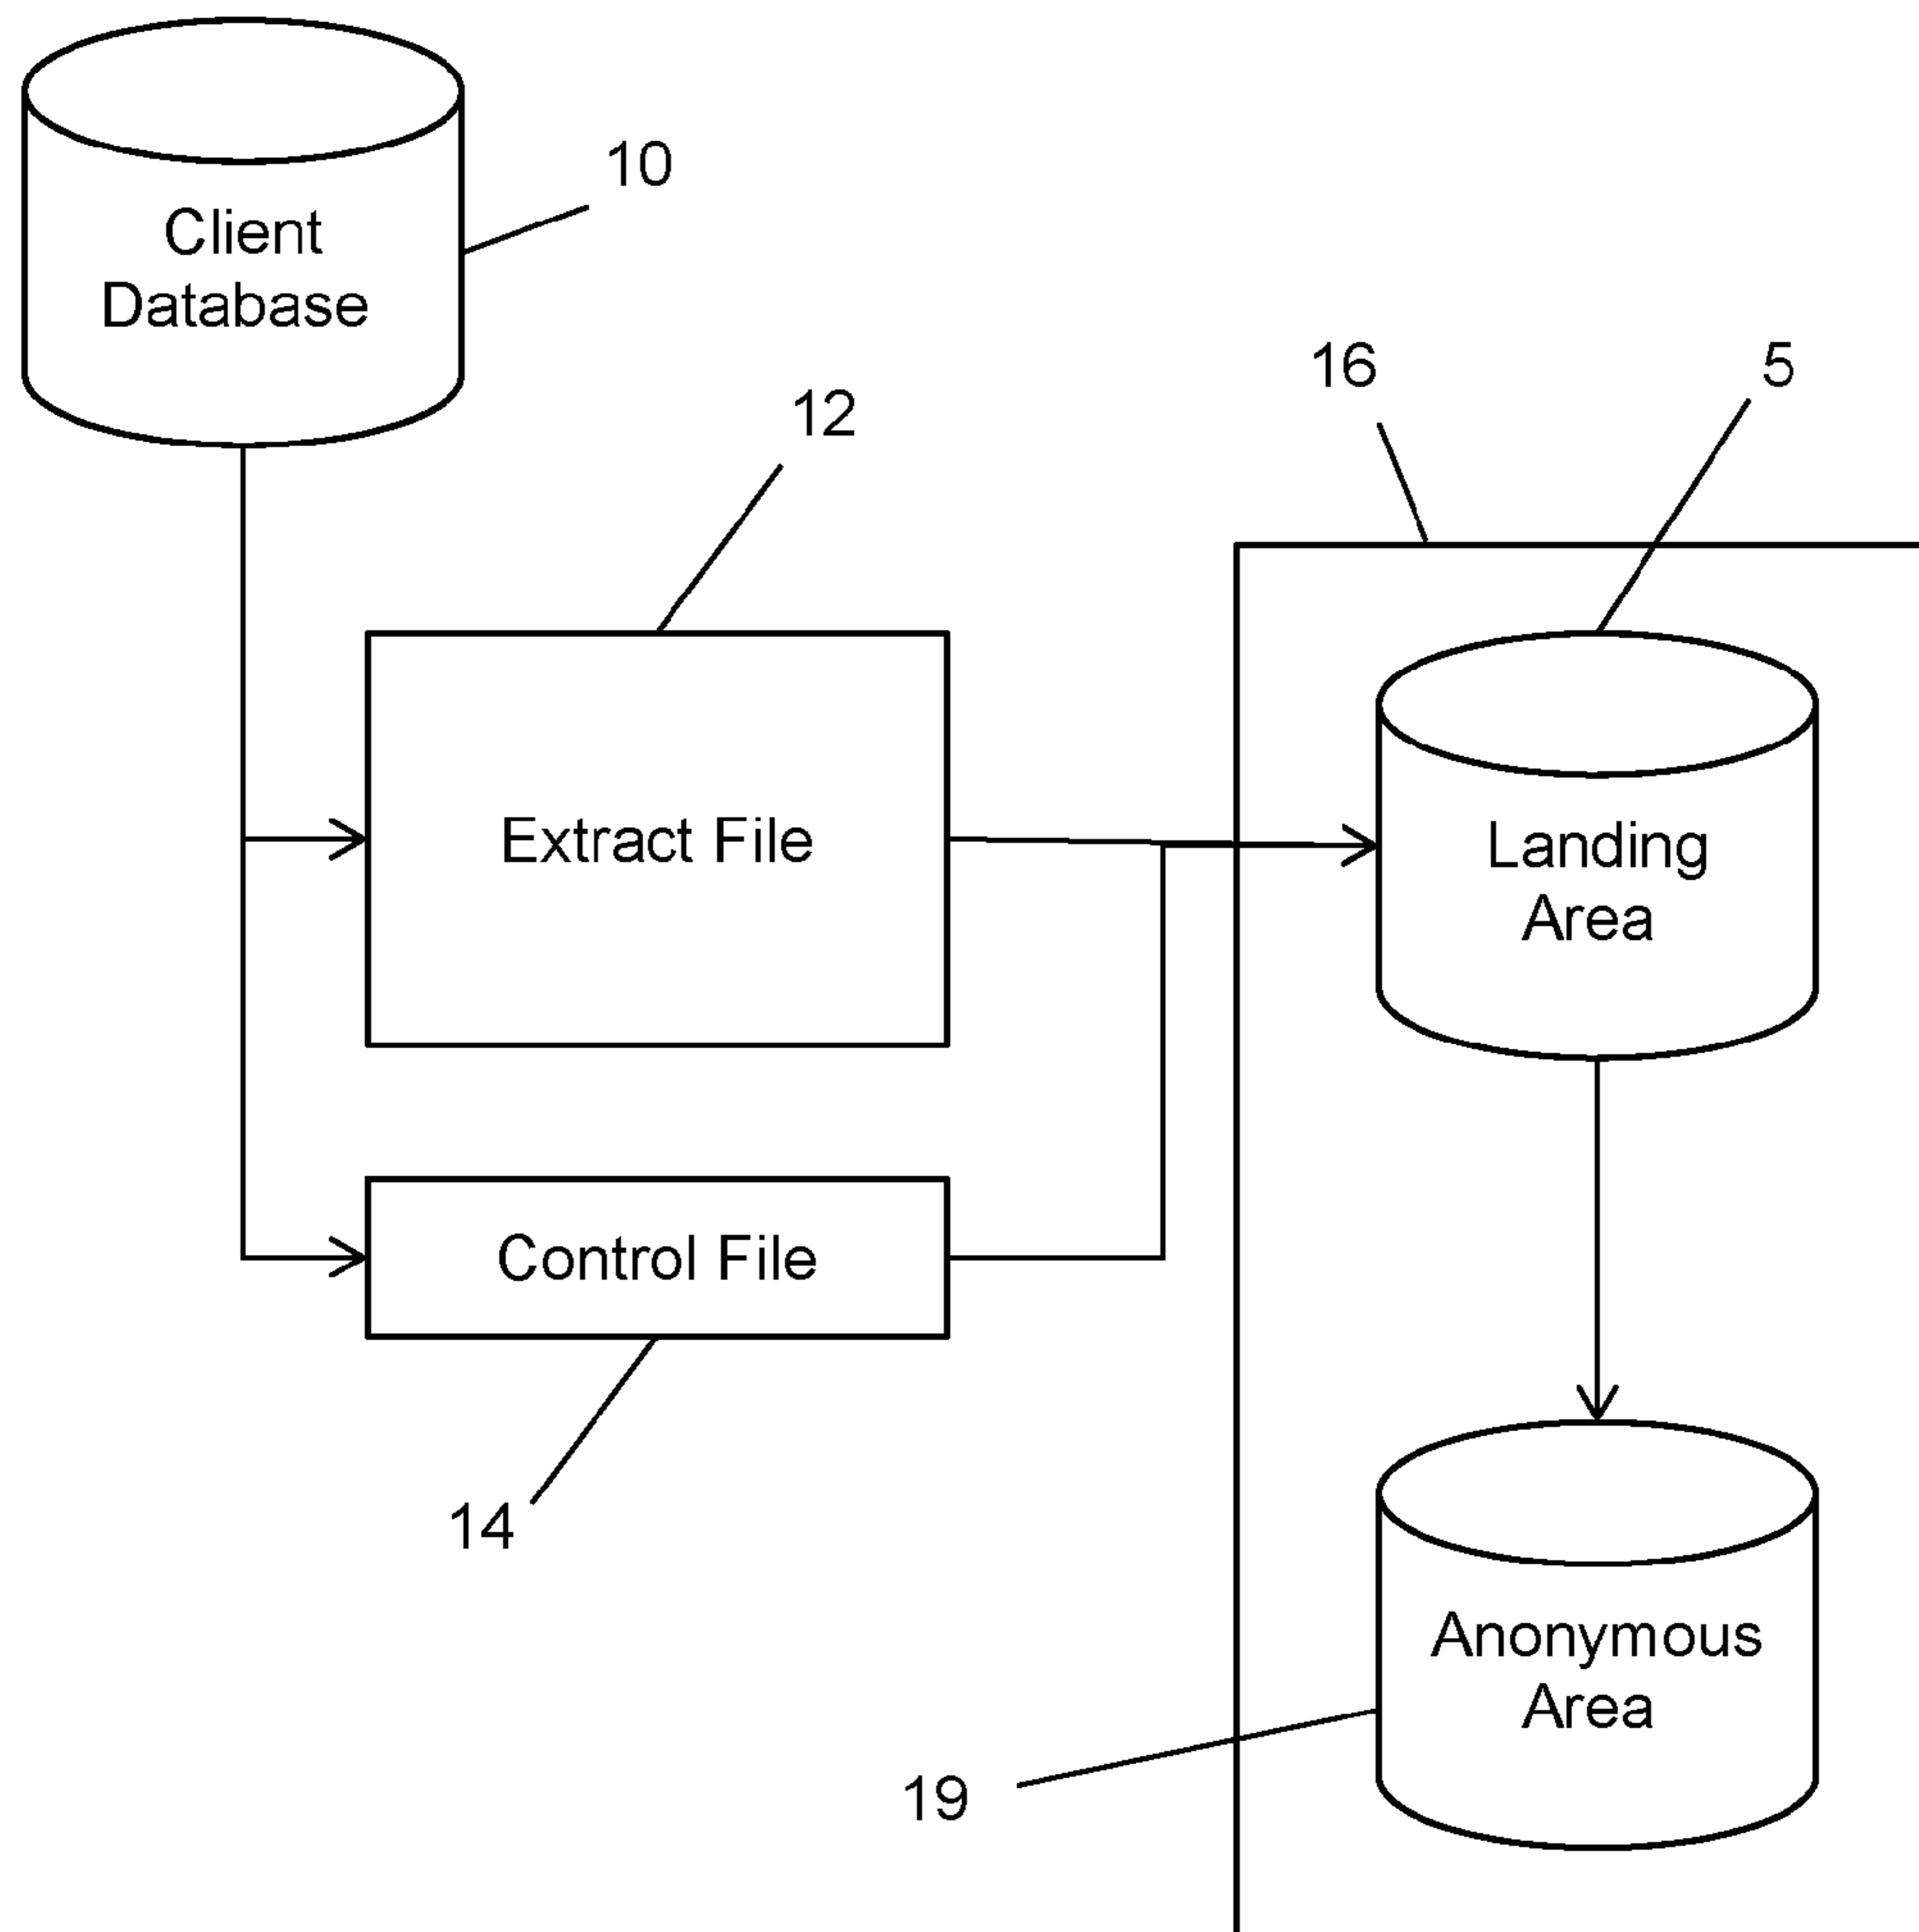 10
Client
Database
16
5
12
Extract File
Landing
Area
Control File
14
Anonymous
Area
19